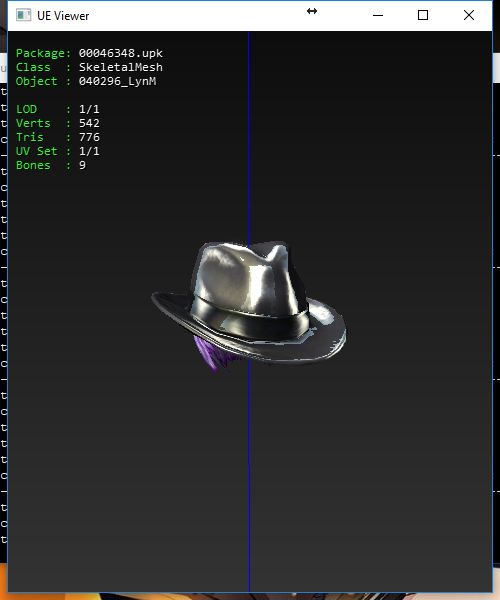 UE Viewer
Package: 00046348.upk
Class : SkeletalMesh
Object : 040296_LynM
LOD : 1/1
Verts : 542
Tris : 776
UV Set : 1/1
Bones : 9